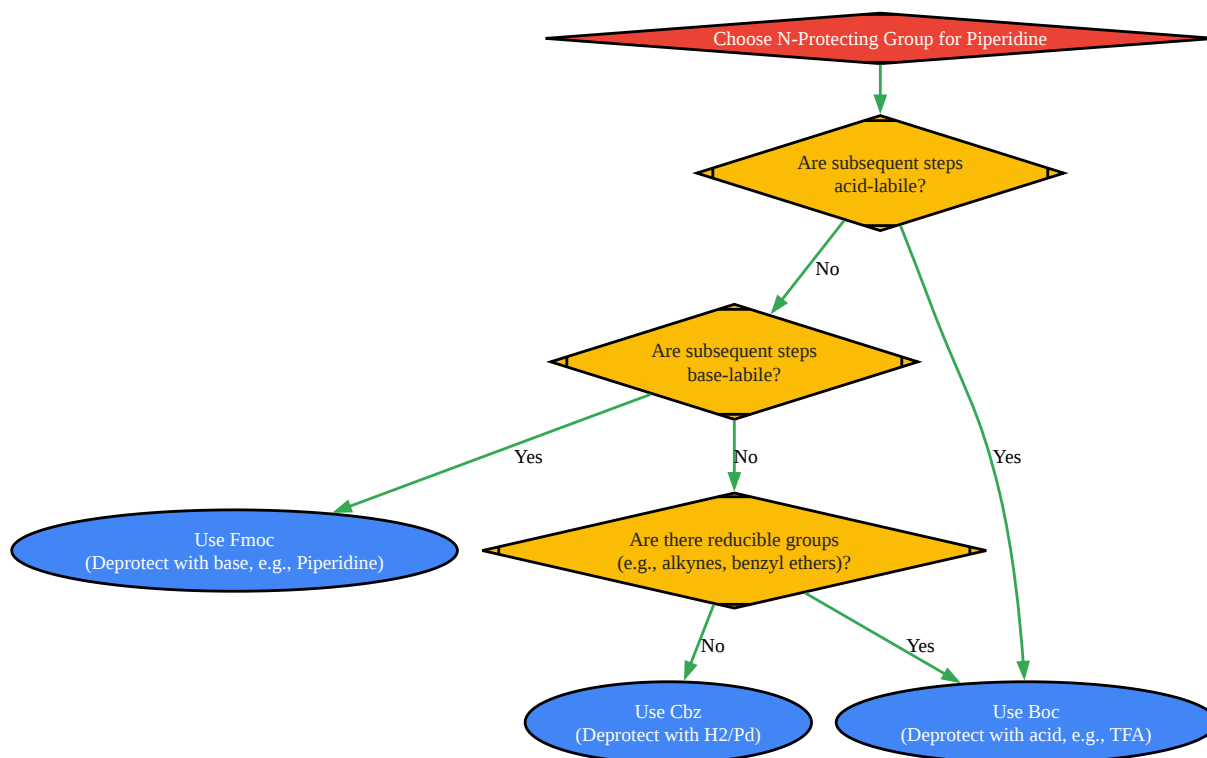 Choose N-Protecting Group for Piperidine
Are subsequent steps
acid-labile?
No
Are subsequent steps
base-labile?
Yes
No
Yes
Use Fmoc
(Deprotect with base, e.g., Piperidine)
Are there reducible groups
(e.g., alkynes, benzyl ethers)?
No
Yes
Use Cbz
(Deprotect with H2/Pd)
Use Boc
(Deprotect with acid, e.g., TFA)